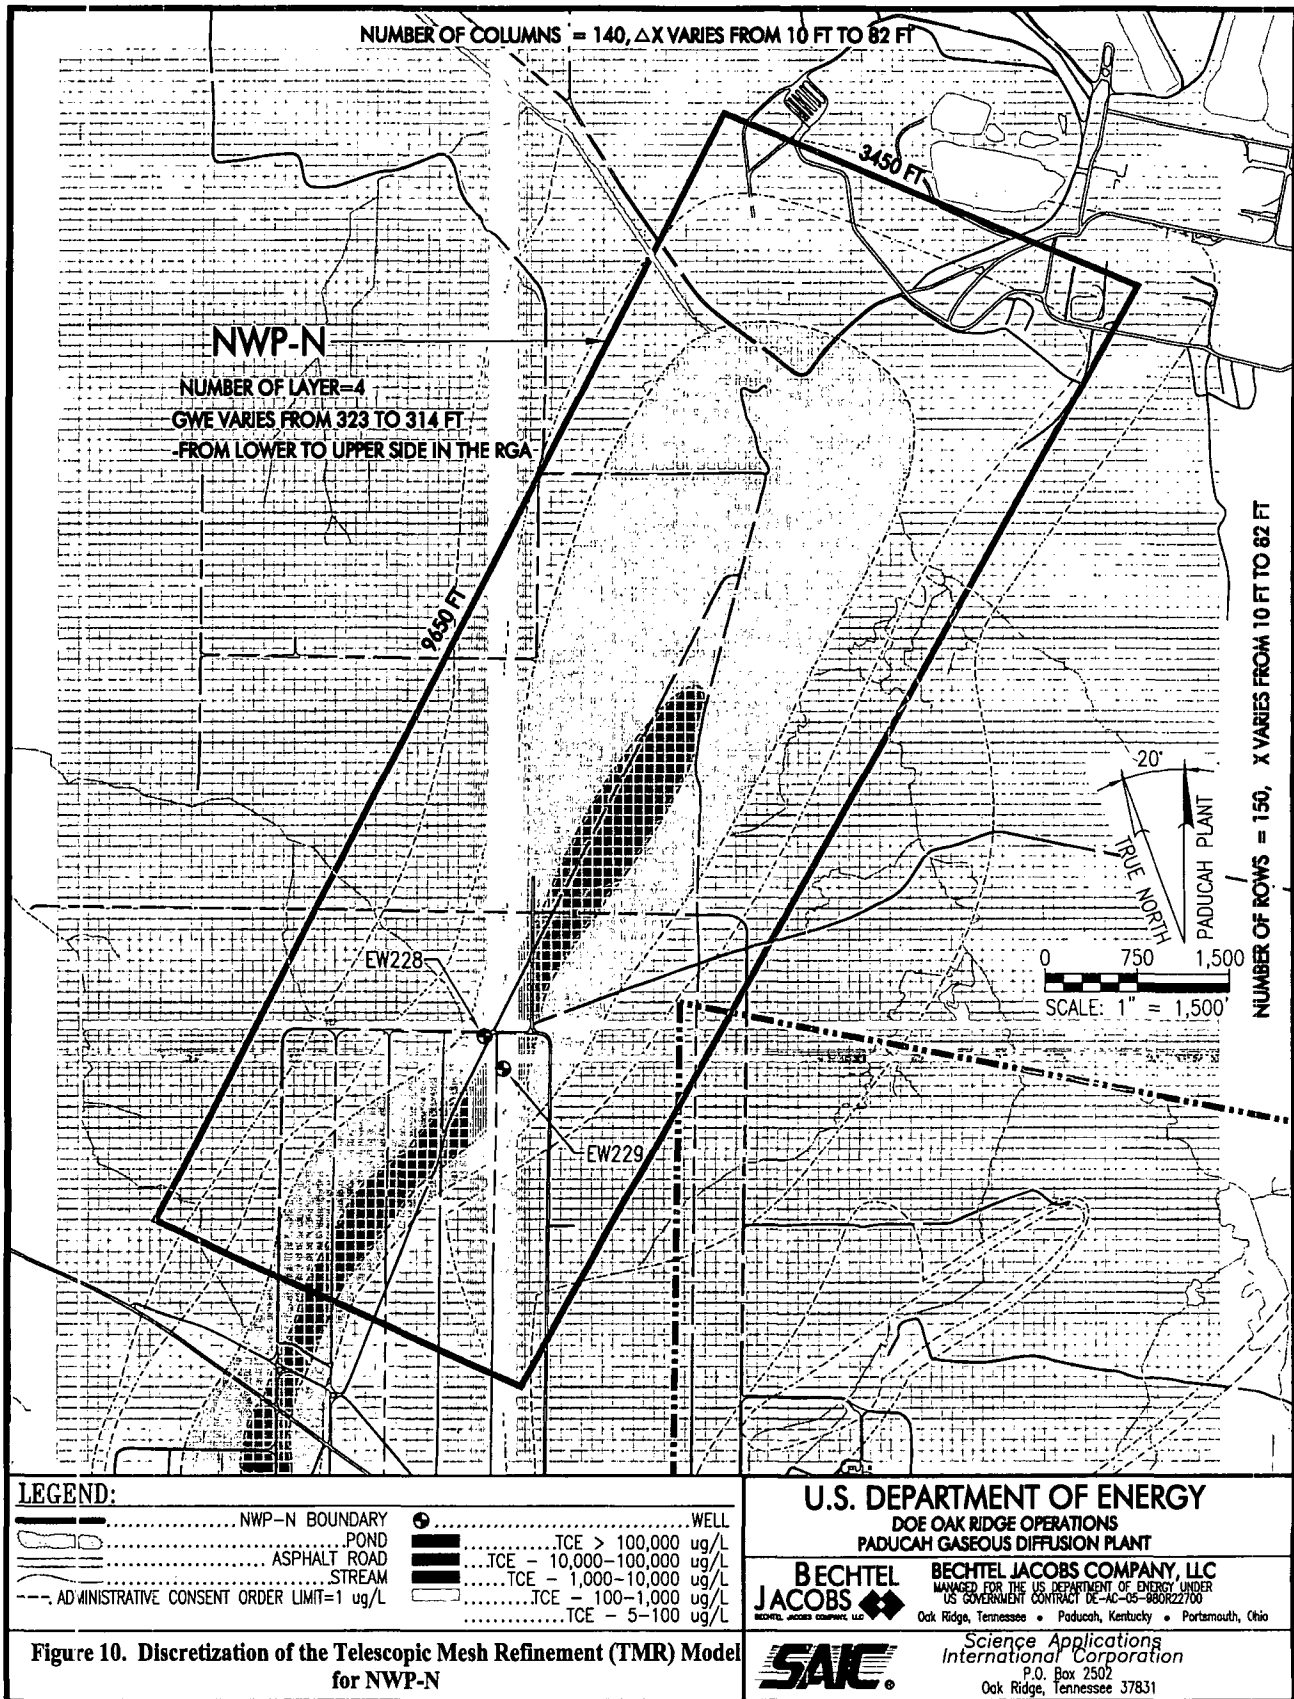 NUMBER OF COLUMNS = 140, △X VARIES FROM 10 FT TO 82 FT
3450 FT
NWP-N
NUMBER OF LAYER=4
GWE VARIES FROM 323 TO 314 FT
-FROM LOWER TO UPPER SIDE IN THE RGA
9650 FT
NUMBER OF ROWS = 150, X VARIES FROM 10 FT TO 82 FT
-20°
TRUE NORTH
PADUCAH PLANT
0 750 1,500
SCALE: 1" = 1,500'
EW228
EW229
LEGEND:
NWP-N BOUNDARY
POND
ASPHALT ROAD
STREAM
ADMINISTRATIVE CONSENT ORDER LIMIT=1 ug/L
WELL
TCE > 100,000 ug/L
TCE - 10,000-100,000 ug/L
TCE - 1,000-10,000 ug/L
TCE - 100-1,000 ug/L
TCE - 5-100 ug/L
Figure 10. Discretization of the Telescopic Mesh Refinement (TMR) Model
for NWP-N
U.S. DEPARTMENT OF ENERGY
DOE OAK RIDGE OPERATIONS
PADUCAH GASEOUS DIFFUSION PLANT
BECHTEL
JACOBS
BECHTEL JACOBS COMPANY, LLC
BECHTEL JACOBS COMPANY, LLC
MANAGED FOR THE US DEPARTMENT OF ENERGY UNDER
US GOVERNMENT CONTRACT DE-AC-05-98OR22700
Oak Ridge, Tennessee • Paducah, Kentucky • Portsmouth, Ohio
SAIC
Science Applications
International Corporation
P.O. Box 2502
Oak Ridge, Tennessee 37831